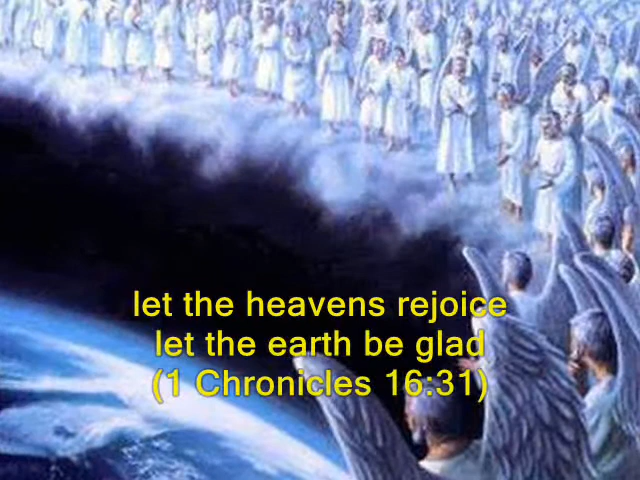 let the heavens rejoice
let the earth be glad
(1 Chronicles 16:31)